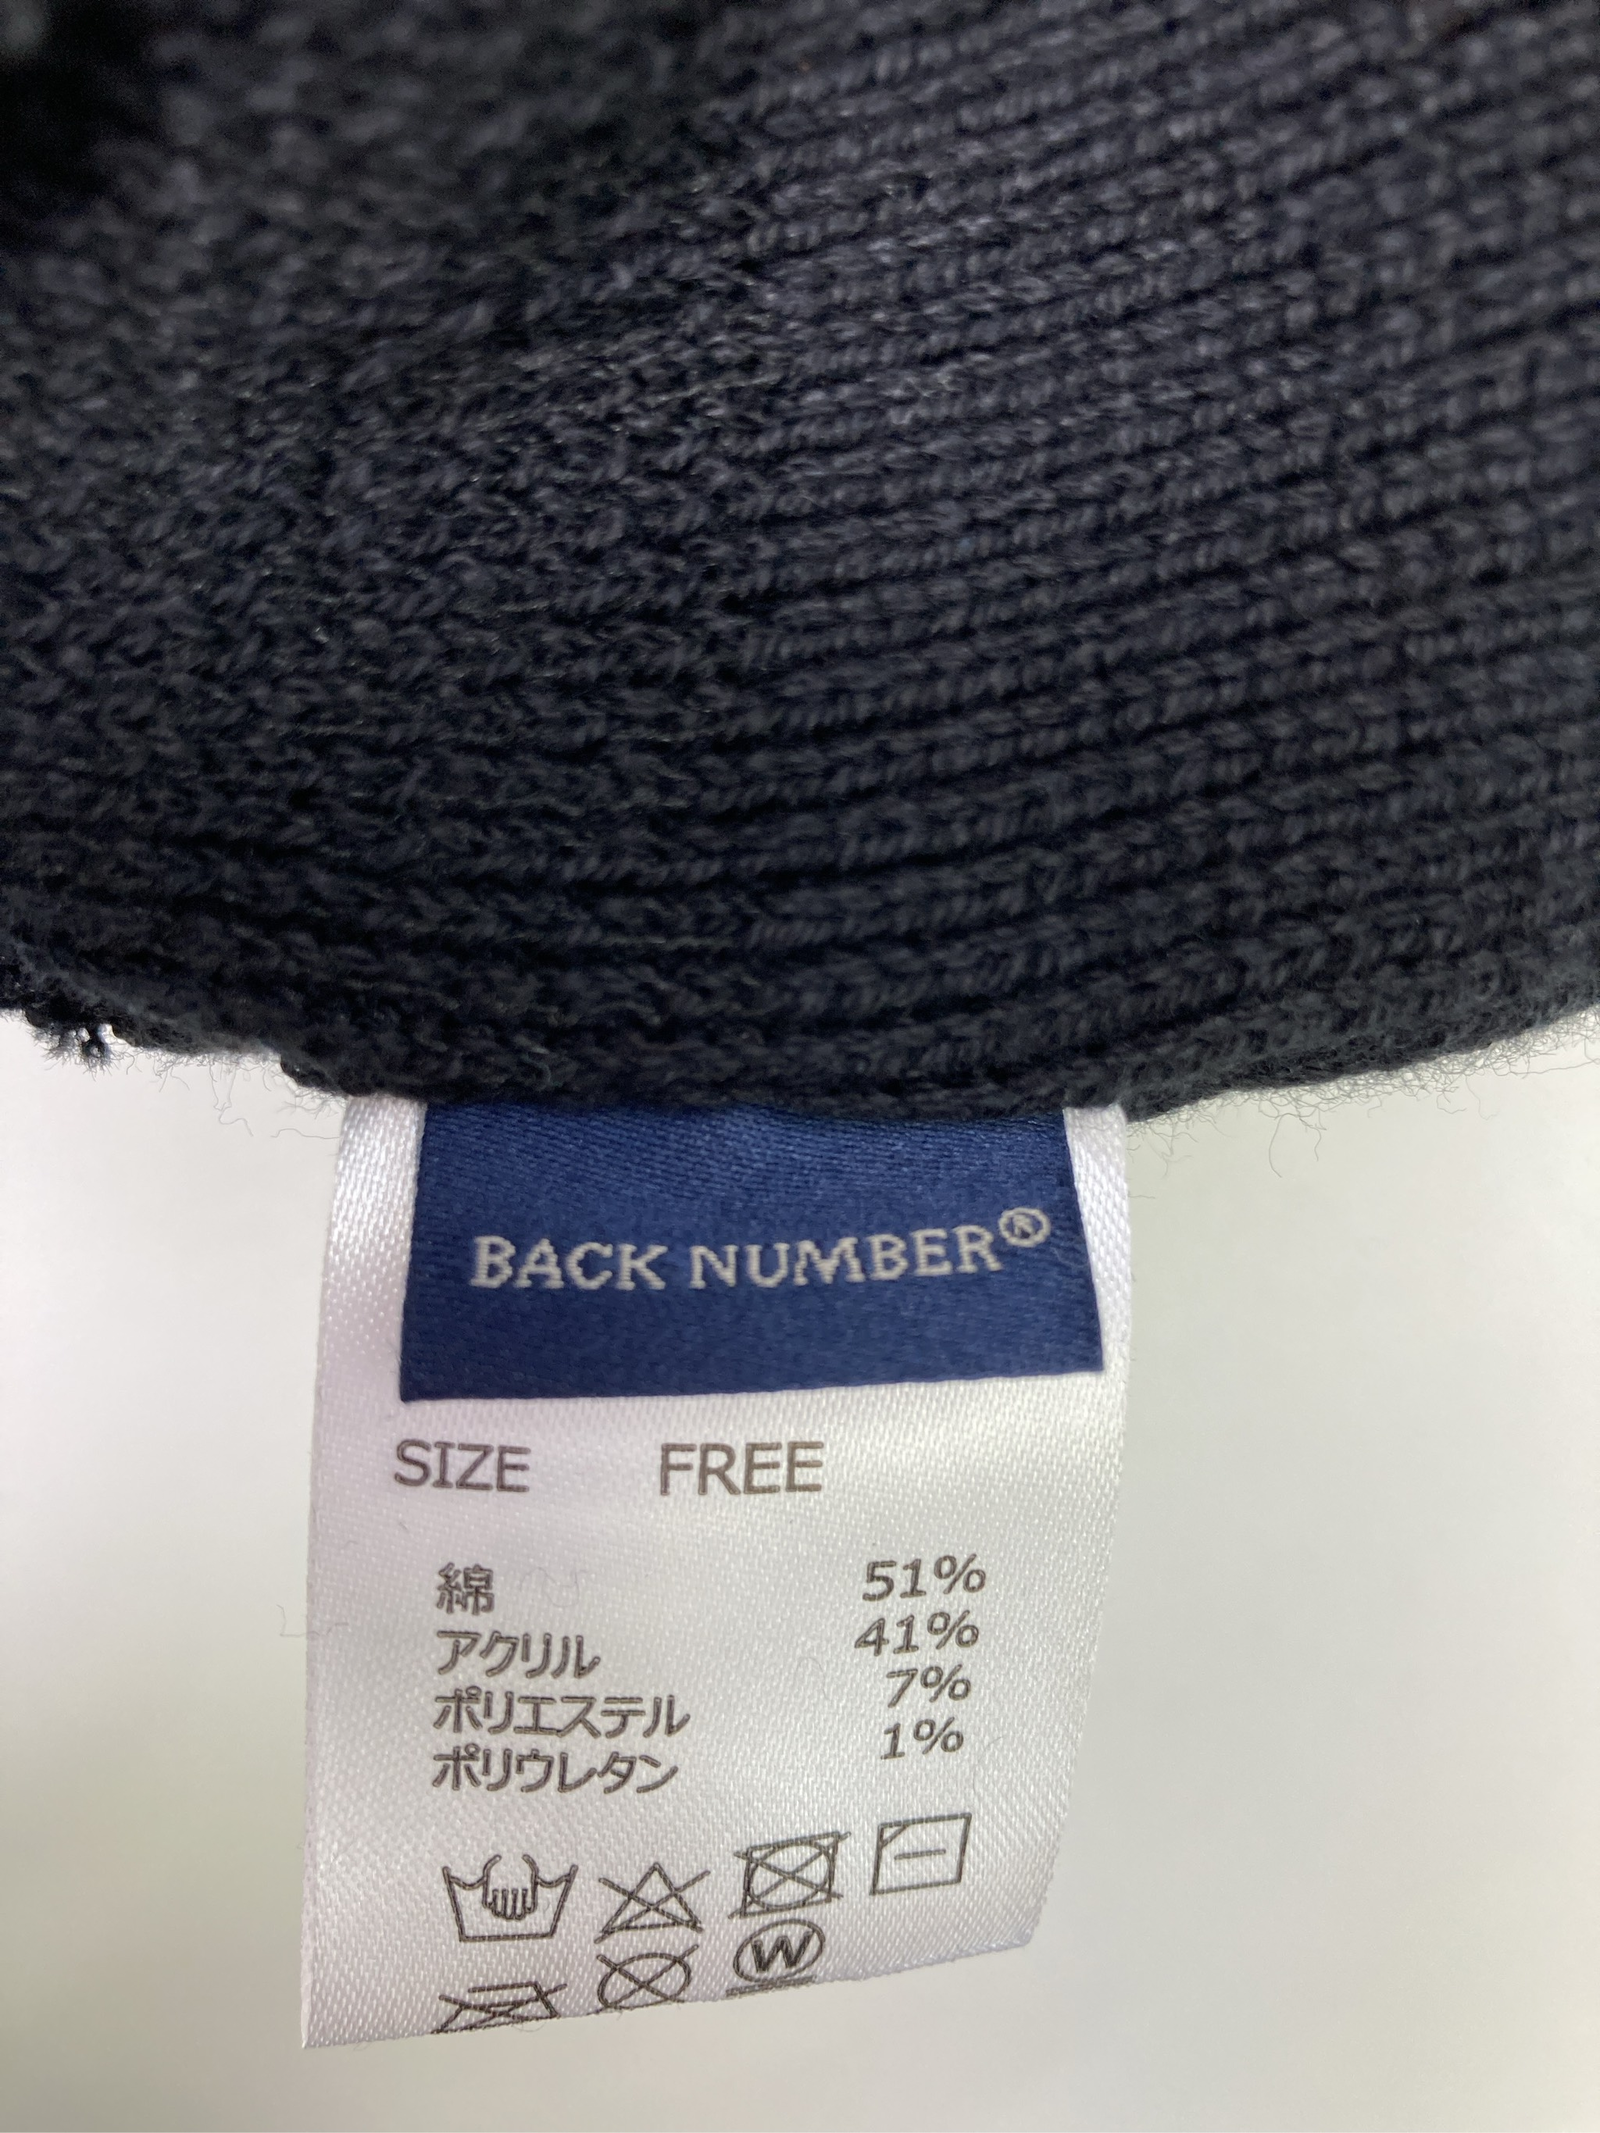 BACK NUMBER®
SIZE FREE
綿 51%
アクリル 41%
ポリエステル 7%
ポリウレタン 1%
W